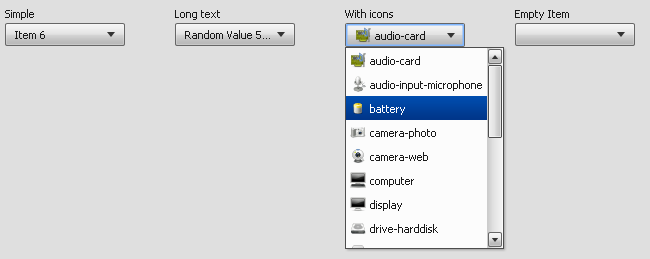 Simple
Long text
With icons
Empty Item
Item 6
Random Value 5...
audio-card
audio-card
audio-input-microphone
battery
camera-photo
camera-web
computer
display
drive-harddisk